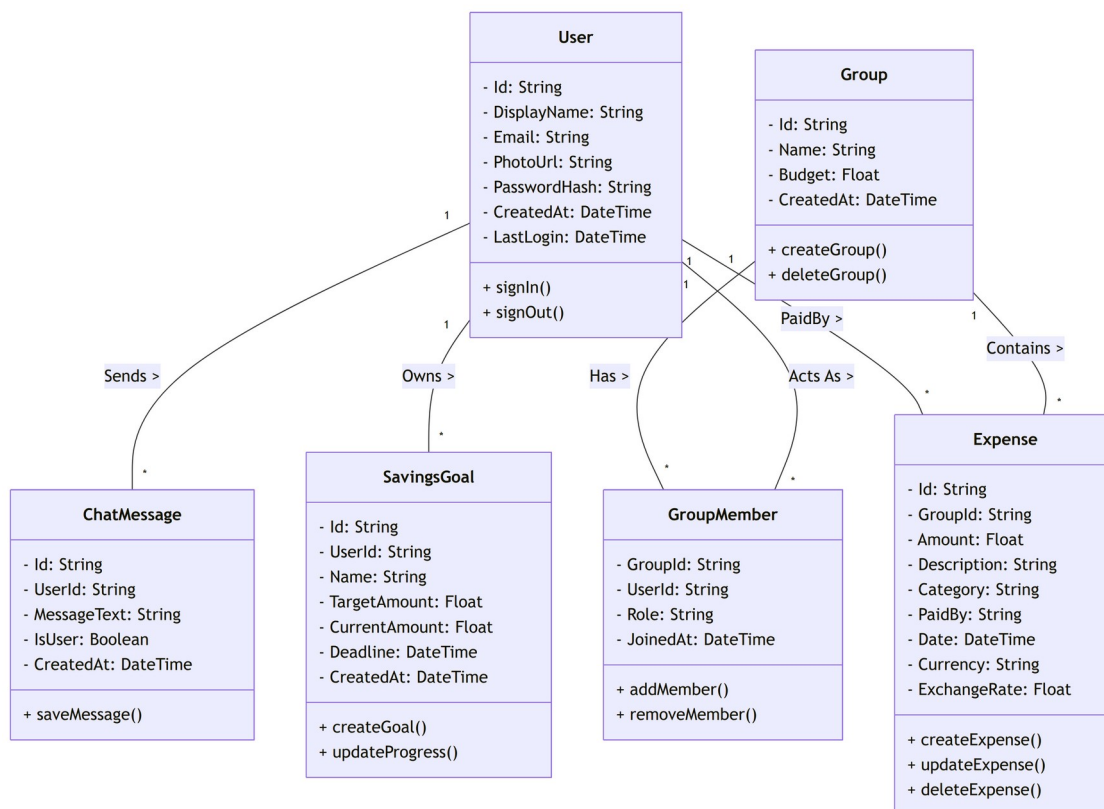 User
- Id: String
- DisplayName: String
- Email: String
- PhotoUrl: String
- PasswordHash: String
- CreatedAt: DateTime
- LastLogin: DateTime
+ signIn()
+ signOut()
Group
- Id: String
- Name: String
- Budget: Float
- CreatedAt: DateTime
+ createGroup()
+ deleteGroup()
1
1
1
1
1
1
Sends >
Owns >
Has >
Acts As >
PaidBy >
Contains >
*
*
*
*
*
*
ChatMessage
- Id: String
- UserId: String
- MessageText: String
- IsUser: Boolean
- CreatedAt: DateTime
+ saveMessage()
SavingsGoal
- Id: String
- UserId: String
- Name: String
- TargetAmount: Float
- CurrentAmount: Float
- Deadline: DateTime
- CreatedAt: DateTime
+ createGoal()
+ updateProgress()
GroupMember
- GroupId: String
- UserId: String
- Role: String
- JoinedAt: DateTime
+ addMember()
+ removeMember()
Expense
- Id: String
- GroupId: String
- Amount: Float
- Description: String
- Category: String
- PaidBy: String
- Date: DateTime
- Currency: String
- ExchangeRate: Float
+ createExpense()
+ updateExpense()
+ deleteExpense()